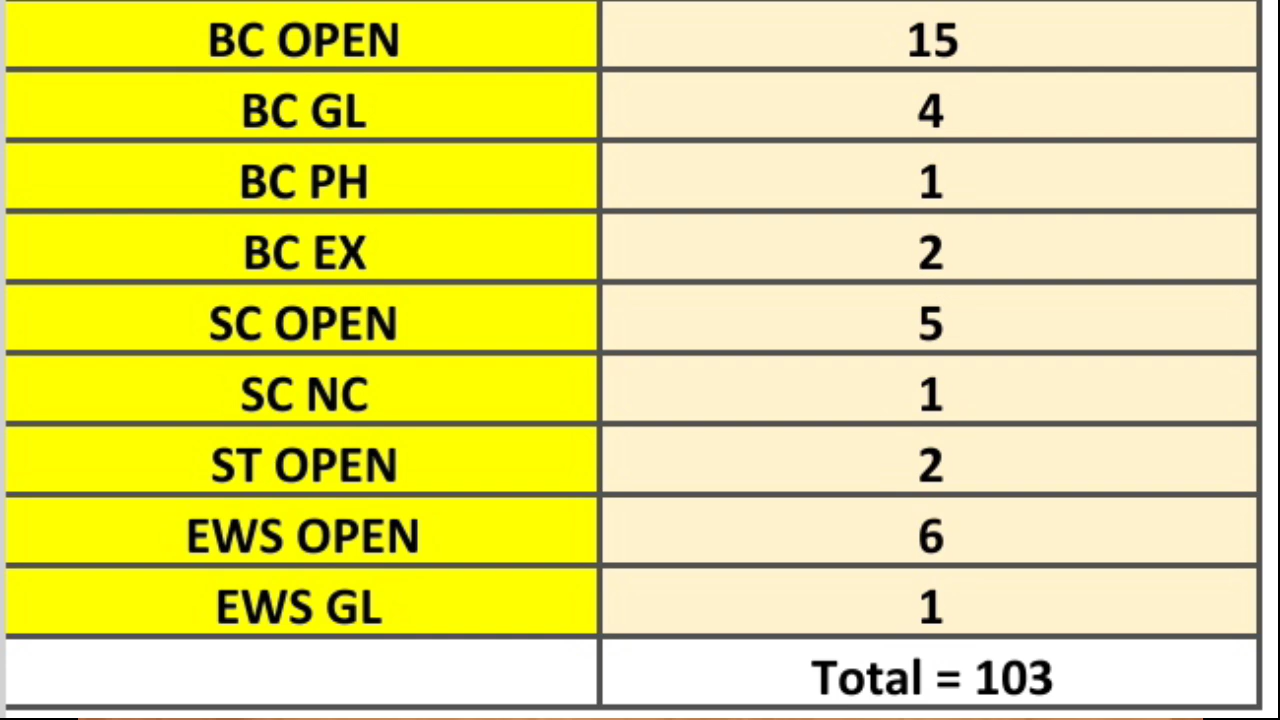 BC OPEN 15
BC GL 4
BC PH 1
BC EX 2
SC OPEN 5
SC NC 1
ST OPEN 2
EWS OPEN 6
EWS GL 1
Total = 103